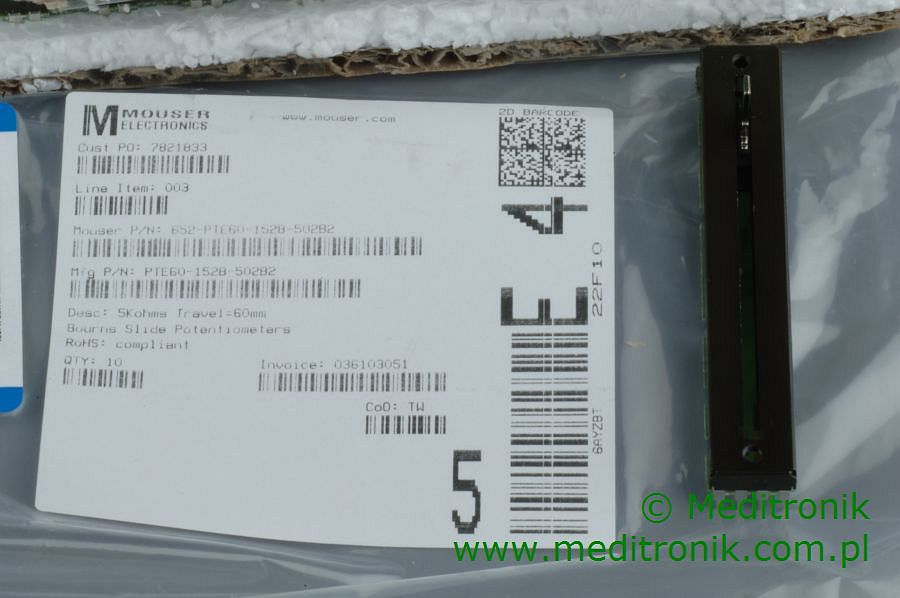 MOUSER
ELECTRONICS
www.mouser.com
2D BARCODE
Cust PO: 7821833
Line Item: 003
Mouser P/N: 652-PTE60-152B-502B2
Mfg P/N: PTE60-152B-502B2
Desc: 5Kohms Travel=60mm
Bourns Slide Potentiometers
RoHS: compliant
QTY: 10
Invoice: 036103051
CoO: TW
5
E 4
22F10
6AYZBT
© Meditronik
www.meditronik.com.pl